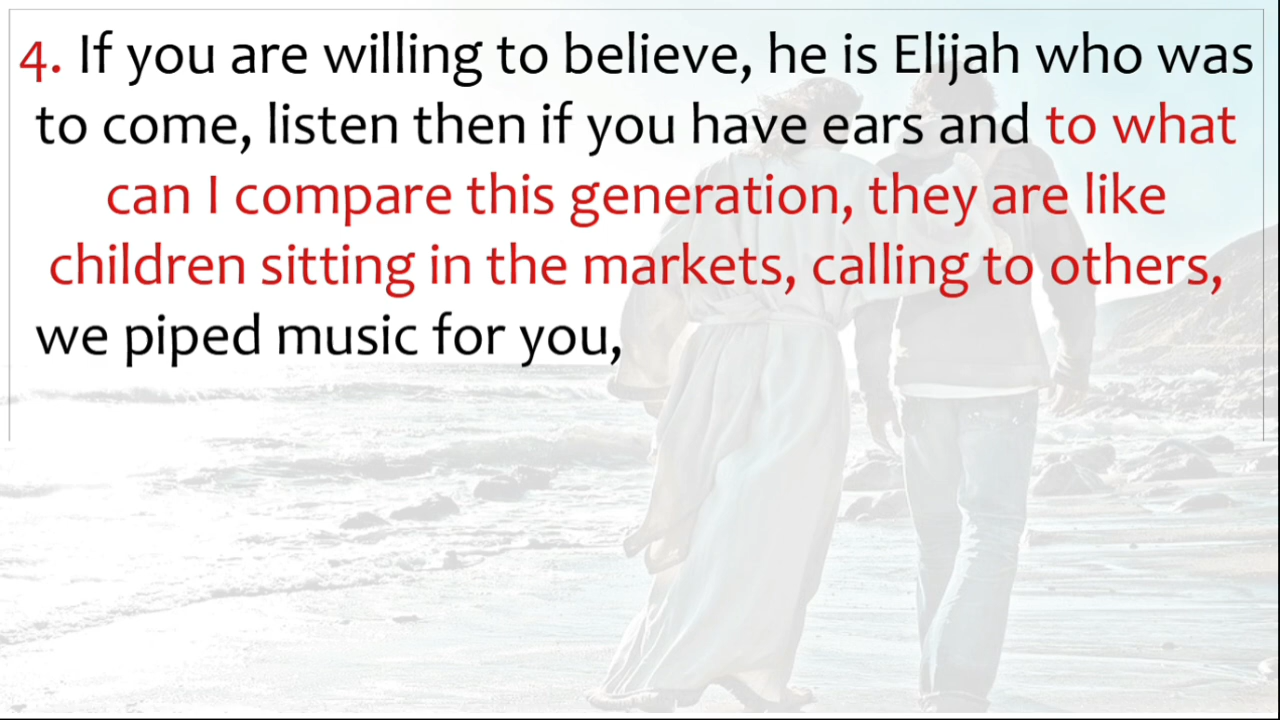 4. If you are willing to believe, he is Elijah who was
to come, listen then if you have ears and to what
can I compare this generation, they are like
children sitting in the markets, calling to others,
we piped music for you,